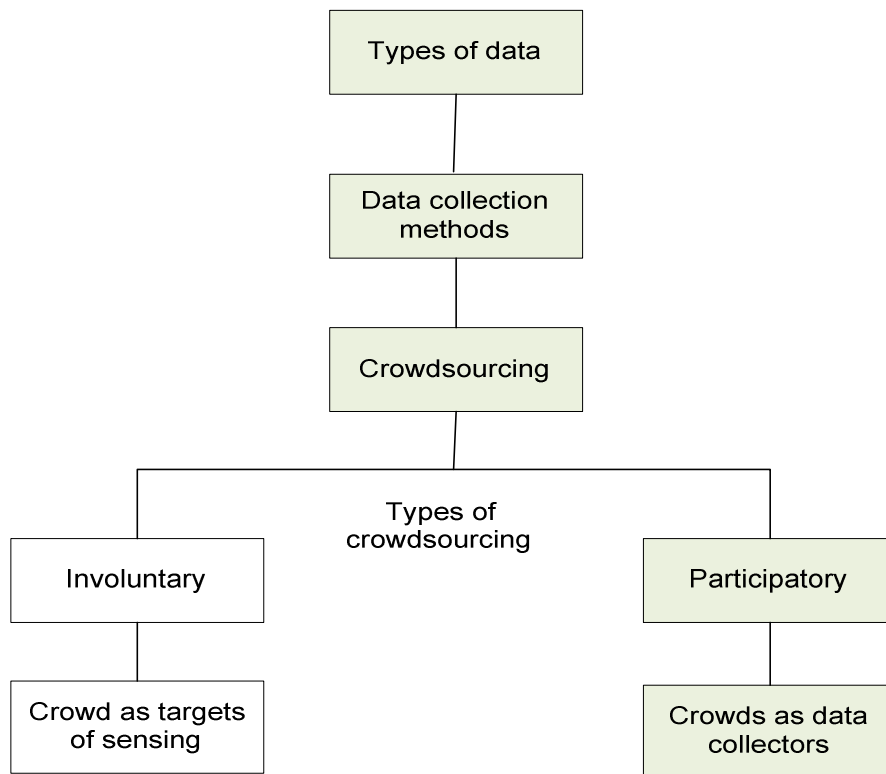 Types of data
Data collection
methods
Crowdsourcing
Types of
crowdsourcing
Involuntary
Participatory
Crowd as targets
of sensing
Crowds as data
collectors